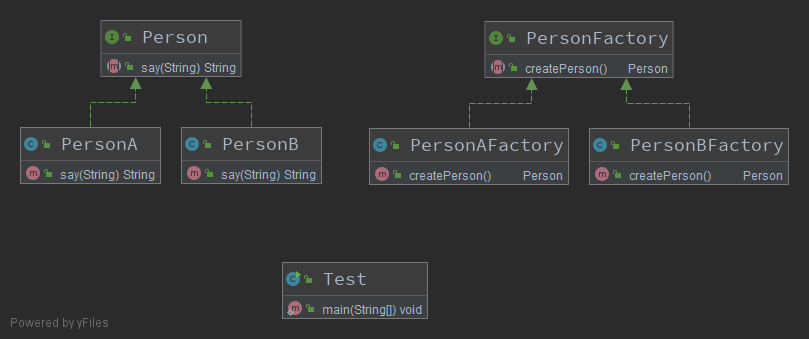 Person
say(String) String
PersonFactory
createPerson() Person
PersonA
say(String) String
PersonB
say(String) String
PersonAFactory
createPerson() Person
PersonBFactory
createPerson() Person
Test
main(String[]) void
Powered by yFiles